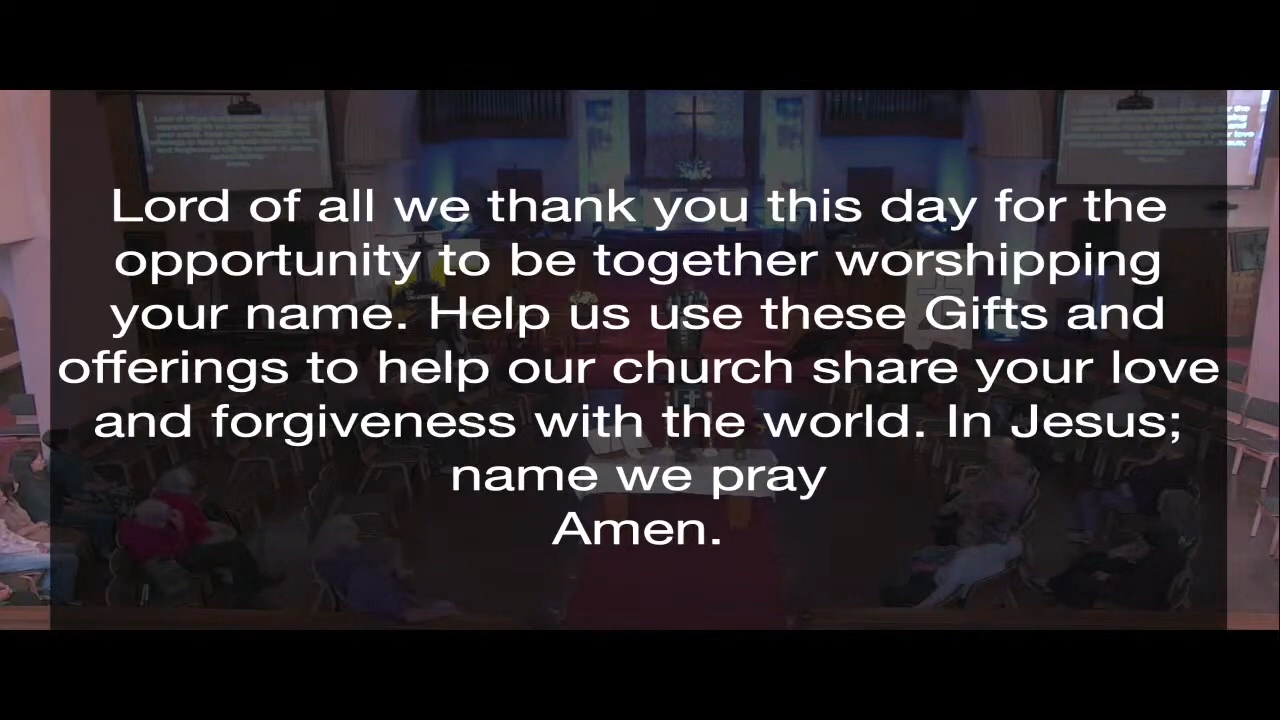 Lord of all we thank you this day for the
opportunity to be together worshipping
your name. Help us use these Gifts and
offerings to help our church share your love
and forgiveness with the world. In Jesus;
name we pray
Amen.